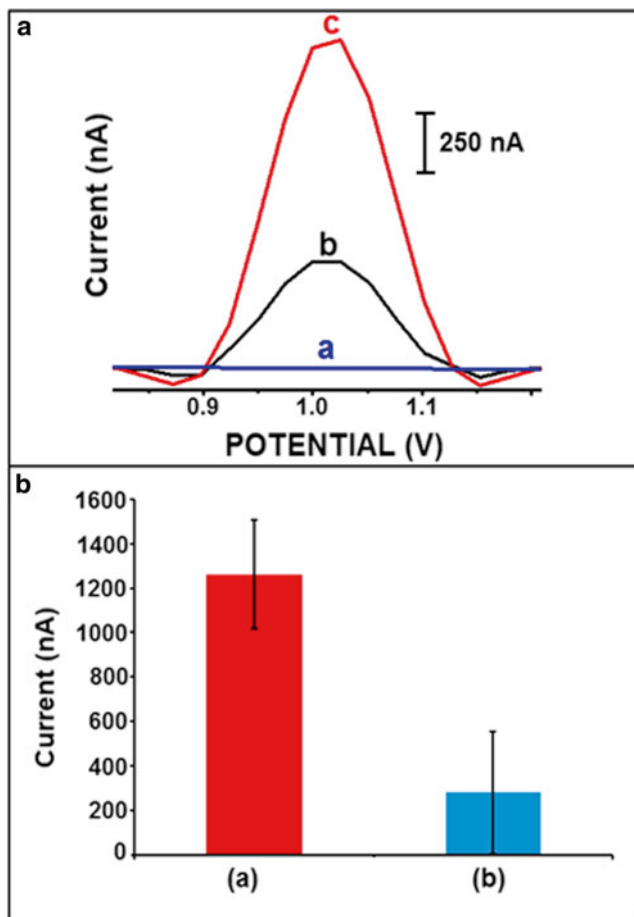 a
c
250 nA
Current (nA)
b
a
0.9 1.0 1.1
POTENTIAL (V)
b
1600
1400
1200
1000
800
600
400
200
0
Current (nA)
(a) (b)